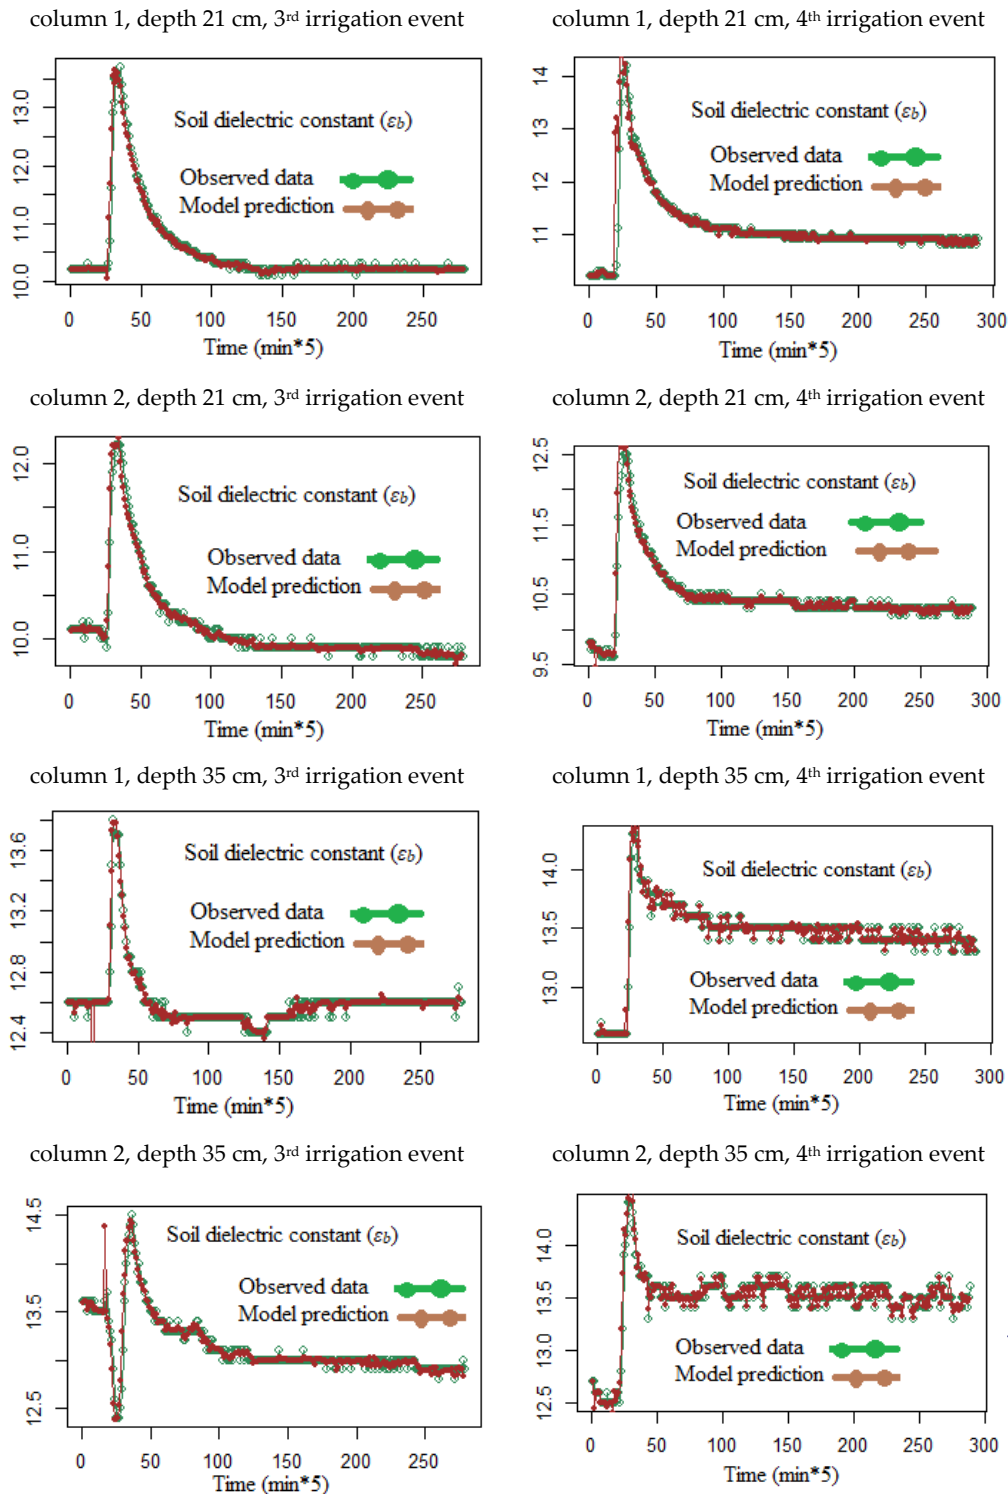 column 1, depth 21 cm, 3rd irrigation event
column 1, depth 21 cm, 4th irrigation event
13.0
12.0
11.0
10.0
Soil dielectric constant (εb)
Observed data
Model prediction
0 50 100 150 200 250
Time (min*5)
14
13
12
11
Soil dielectric constant (εb)
Observed data
Model prediction
0 50 100 150 200 250 300
Time (min*5)
column 2, depth 21 cm, 3rd irrigation event
column 2, depth 21 cm, 4th irrigation event
12.0
11.0
10.0
Soil dielectric constant (εb)
Observed data
Model prediction
0 50 100 150 200 250
Time (min*5)
12.5
11.5
10.5
9.5
Soil dielectric constant (εb)
Observed data
Model prediction
0 50 100 150 200 250 300
Time (min*5)
column 1, depth 35 cm, 3rd irrigation event
column 1, depth 35 cm, 4th irrigation event
13.6
13.2
12.8
12.4
Soil dielectric constant (εb)
Observed data
Model prediction
0 50 100 150 200 250
Time (min*5)
14.0
13.5
13.0
Soil dielectric constant (εb)
Observed data
Model prediction
0 50 100 150 200 250 300
Time (min*5)
column 2, depth 35 cm, 3rd irrigation event
column 2, depth 35 cm, 4th irrigation event
14.5
13.5
12.5
Soil dielectric constant (εb)
Observed data
Model prediction
0 50 100 150 200 250
Time (min*5)
14.0
13.5
13.0
12.5
Soil dielectric constant (εb)
Observed data
Model prediction
0 50 100 150 200 250 300
Time (min*5)